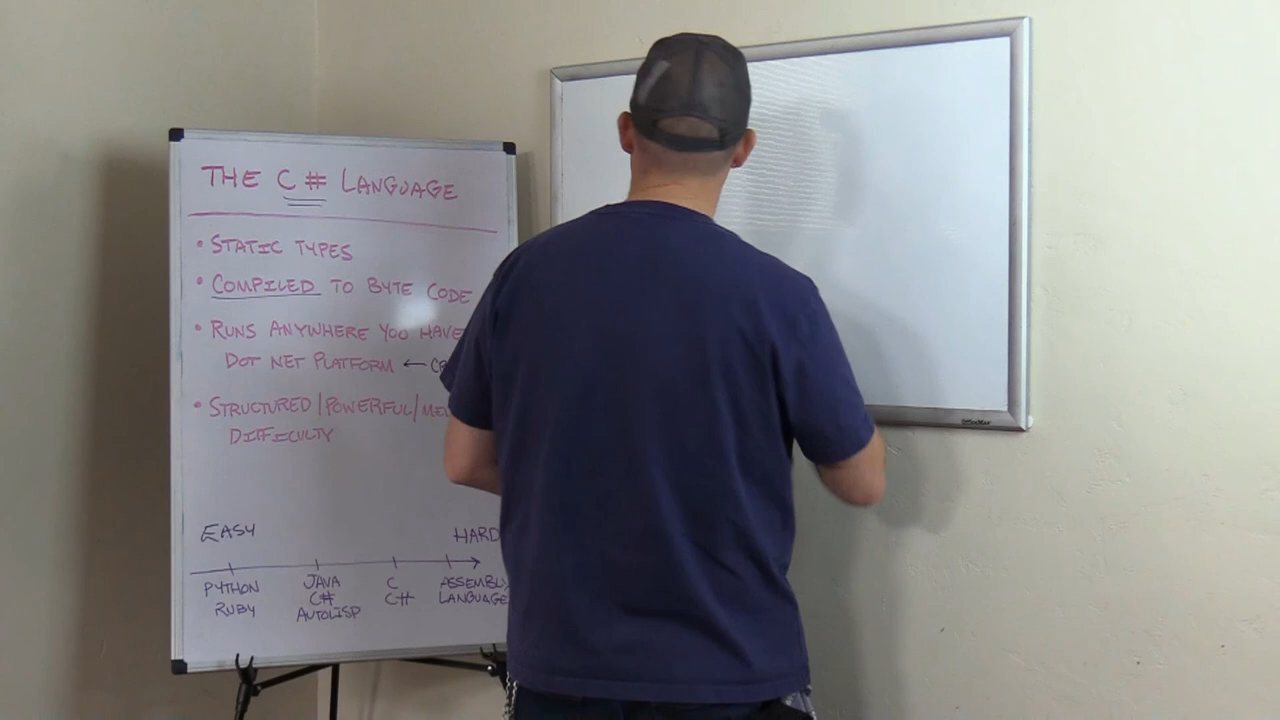 THE C# LANGUAGE
• STATIC TYPES
• COMPILED TO BYTE CODE
• RUNS ANYWHERE YOU HAVE
DOT NET PLATFORM ←
• STRUCTURED/POWERFUL/
DIFFICULTY
EASY HARD
PYTHON JAVA C ASSEMBLY
RUBY C# C++ LANGUAGE
AUTOLISP
OfficeMax